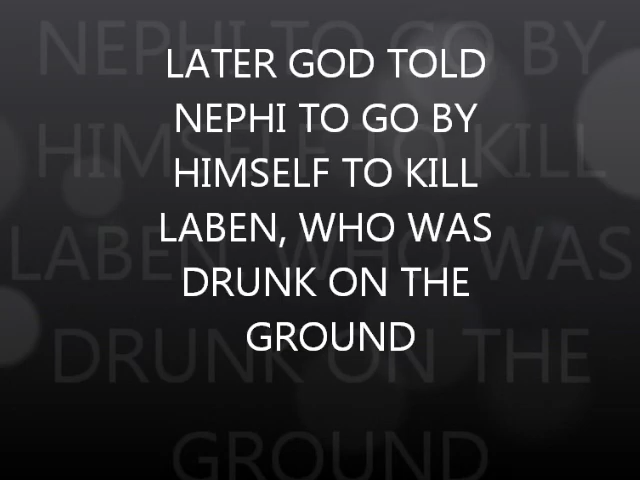 LATER GOD TOLD
NEPHI TO GO BY
HIMSELF TO KILL
LABEN, WHO WAS
DRUNK ON THE
GROUND